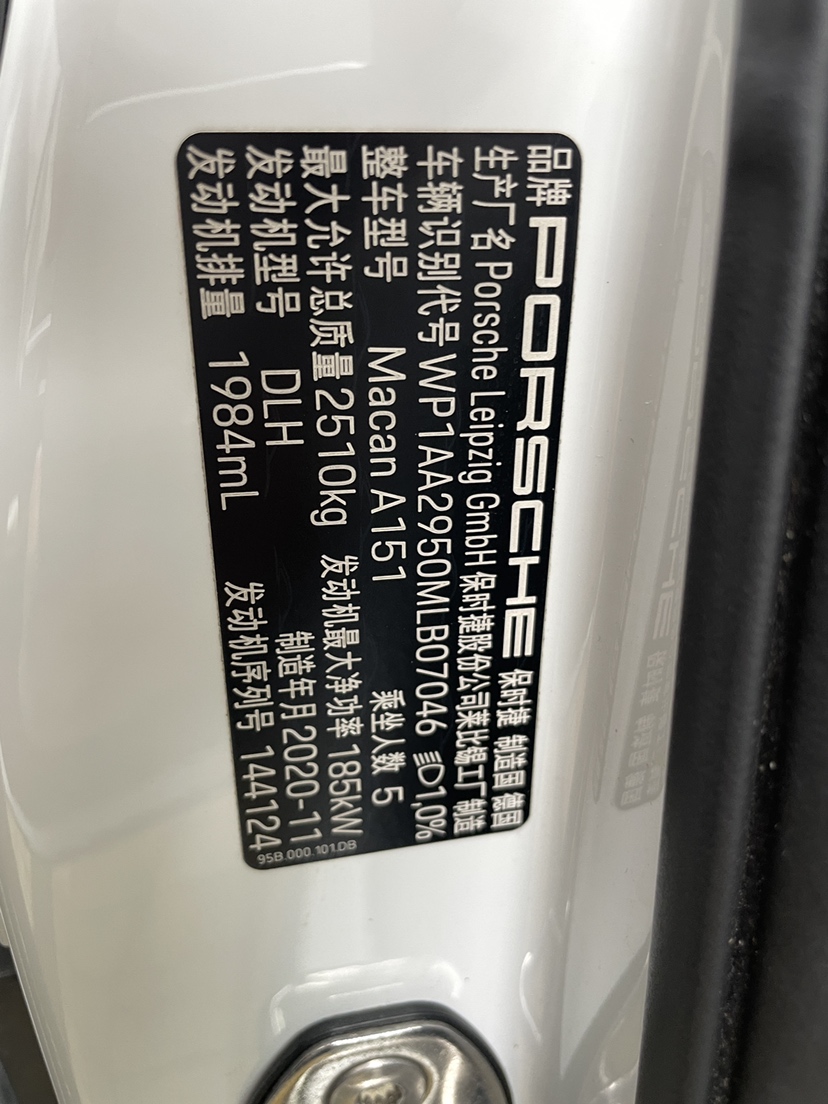 品牌 PORSCHE 保时捷 制造国 德国
生产厂名 Porsche Leipzig GmbH 保时捷股份公司莱比锡工厂制造
车辆识别代号 WP1AA2950MLB07046 1,0%
整车型号 Macan A151 乘坐人数 5
最大允许总质量 2510kg 发动机最大净功率 185kW
发动机型号 DLH 制造年月 2020-11
发动机排量 1984mL 发动机序列号 144124
95B.000.101.DB